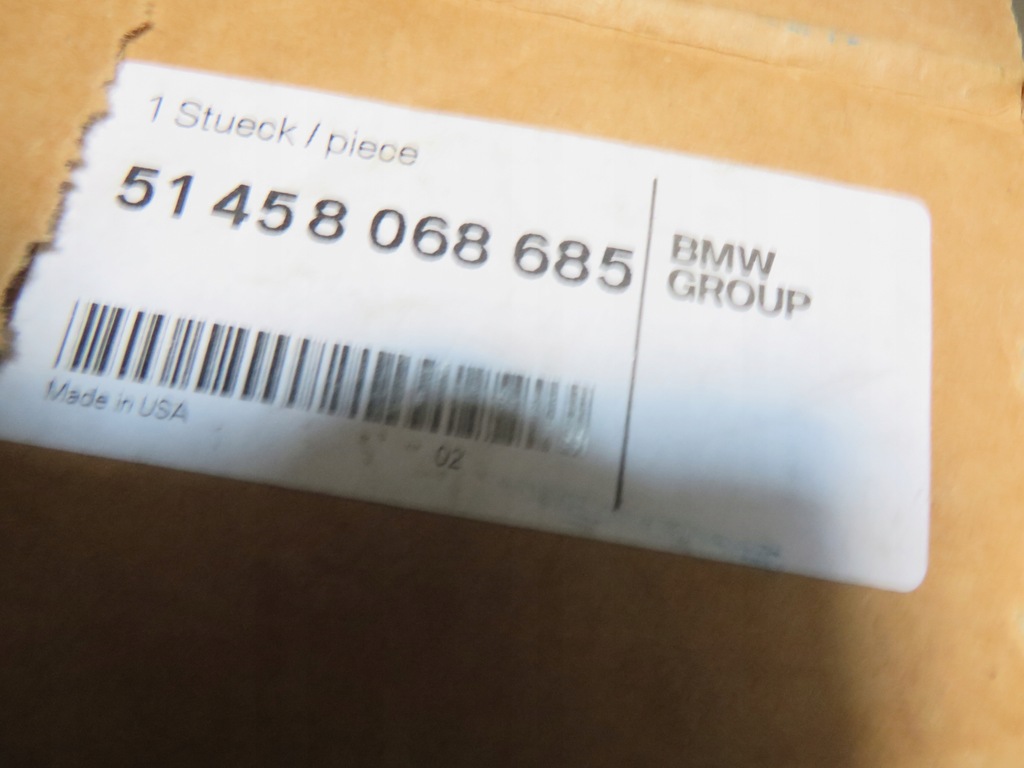 1 Stueck / piece
51 45 8 068 685
BMW
GROUP
Made in USA
02